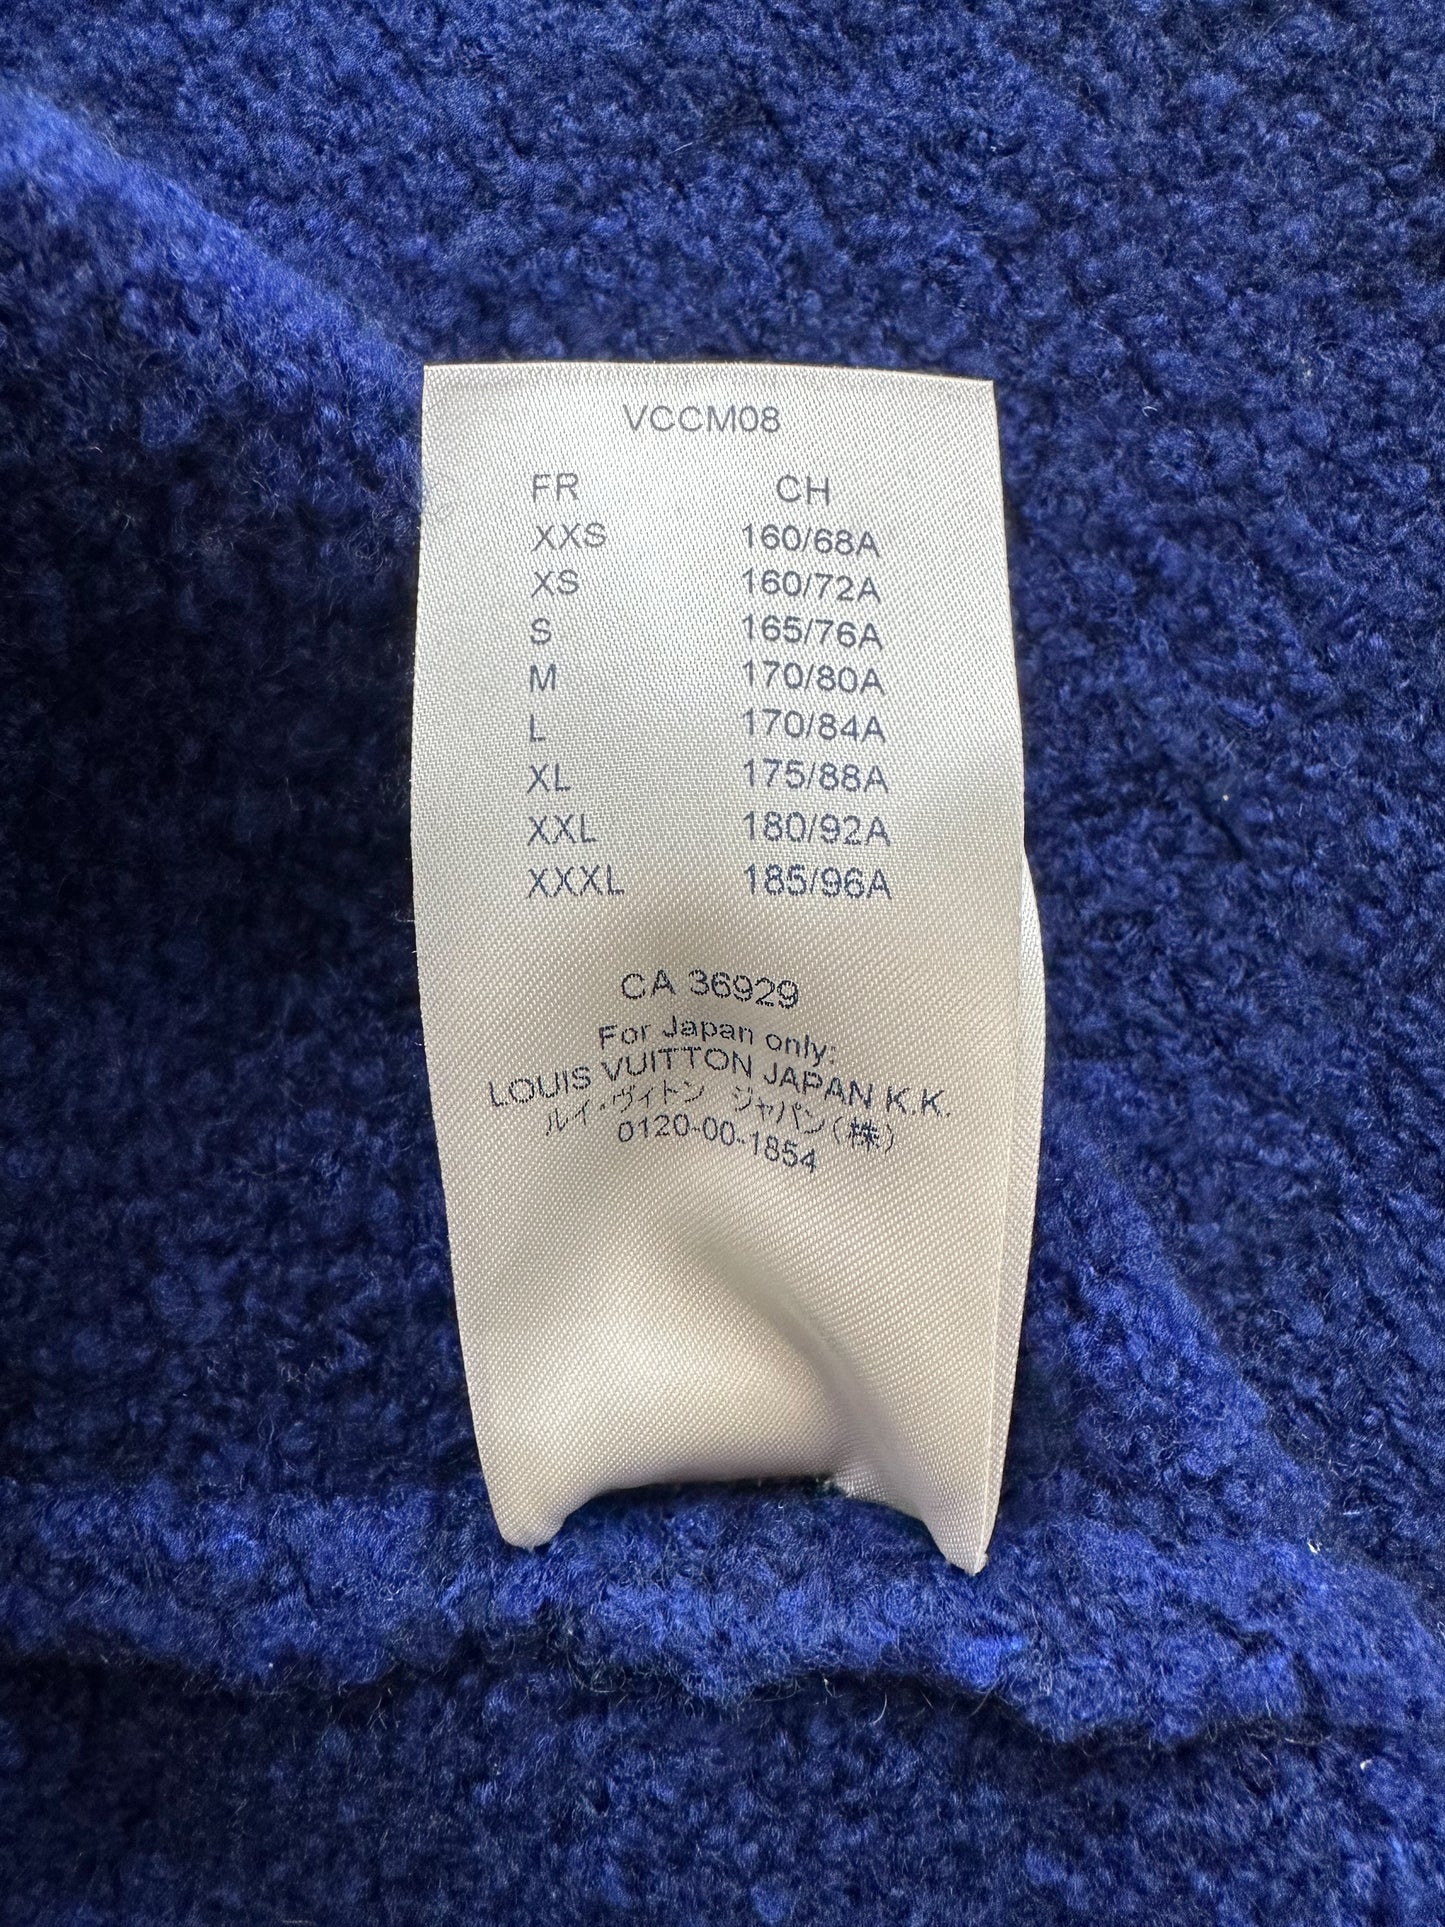 VCCM08
FR CH
XXS 160/68A
XS 160/72A
S 165/76A
M 170/80A
L 170/84A
XL 175/88A
XXL 180/92A
XXXL 185/96A
CA 36929
For Japan only:
LOUIS VUITTON JAPAN K.K.
ルイ・ヴィトン ジャパン(株)
0120-00-1854